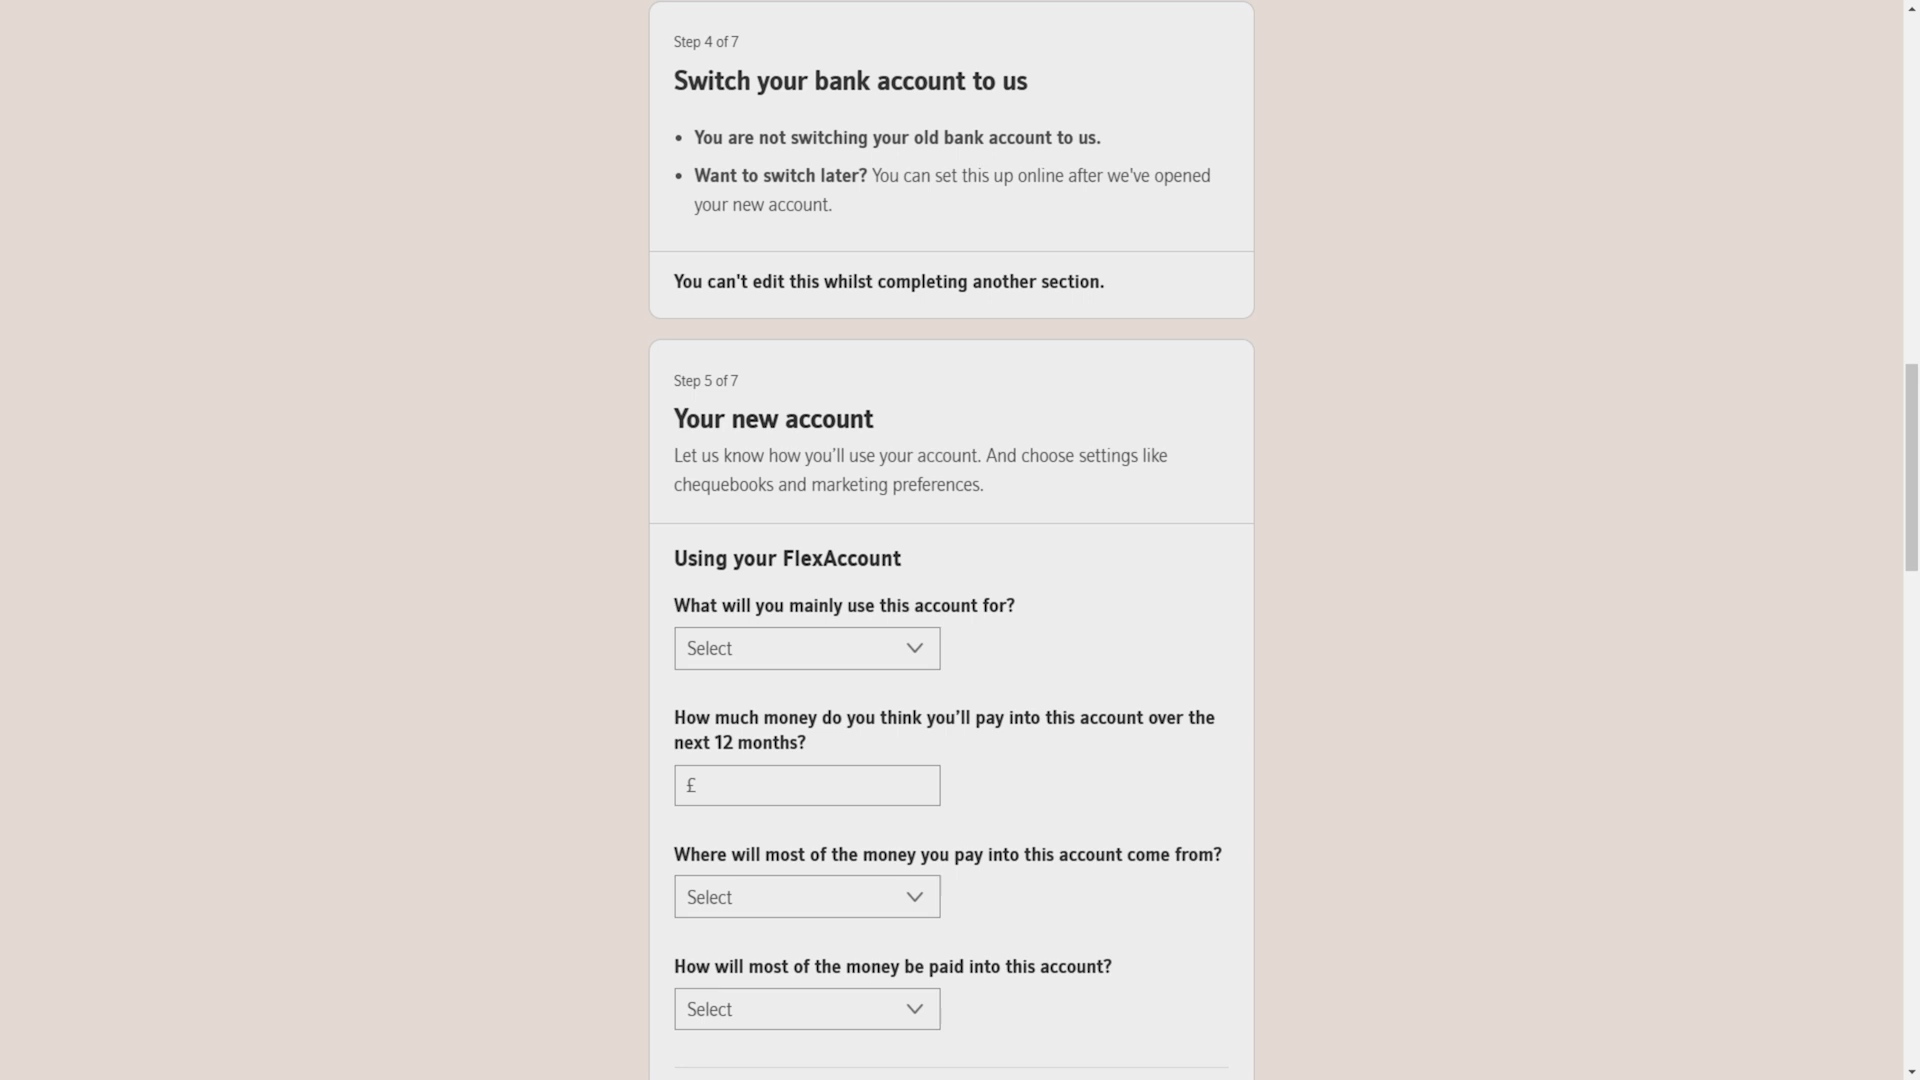 Step 4 of 7
Switch your bank account to us
• You are not switching your old bank account to us.
• Want to switch later? You can set this up online after we've opened
your new account.
You can't edit this whilst completing another section.
Step 5 of 7
Your new account
Let us know how you’ll use your account. And choose settings like
chequebooks and marketing preferences.
Using your FlexAccount
What will you mainly use this account for?
Select
How much money do you think you’ll pay into this account over the
next 12 months?
£
Where will most of the money you pay into this account come from?
Select
How will most of the money be paid into this account?
Select